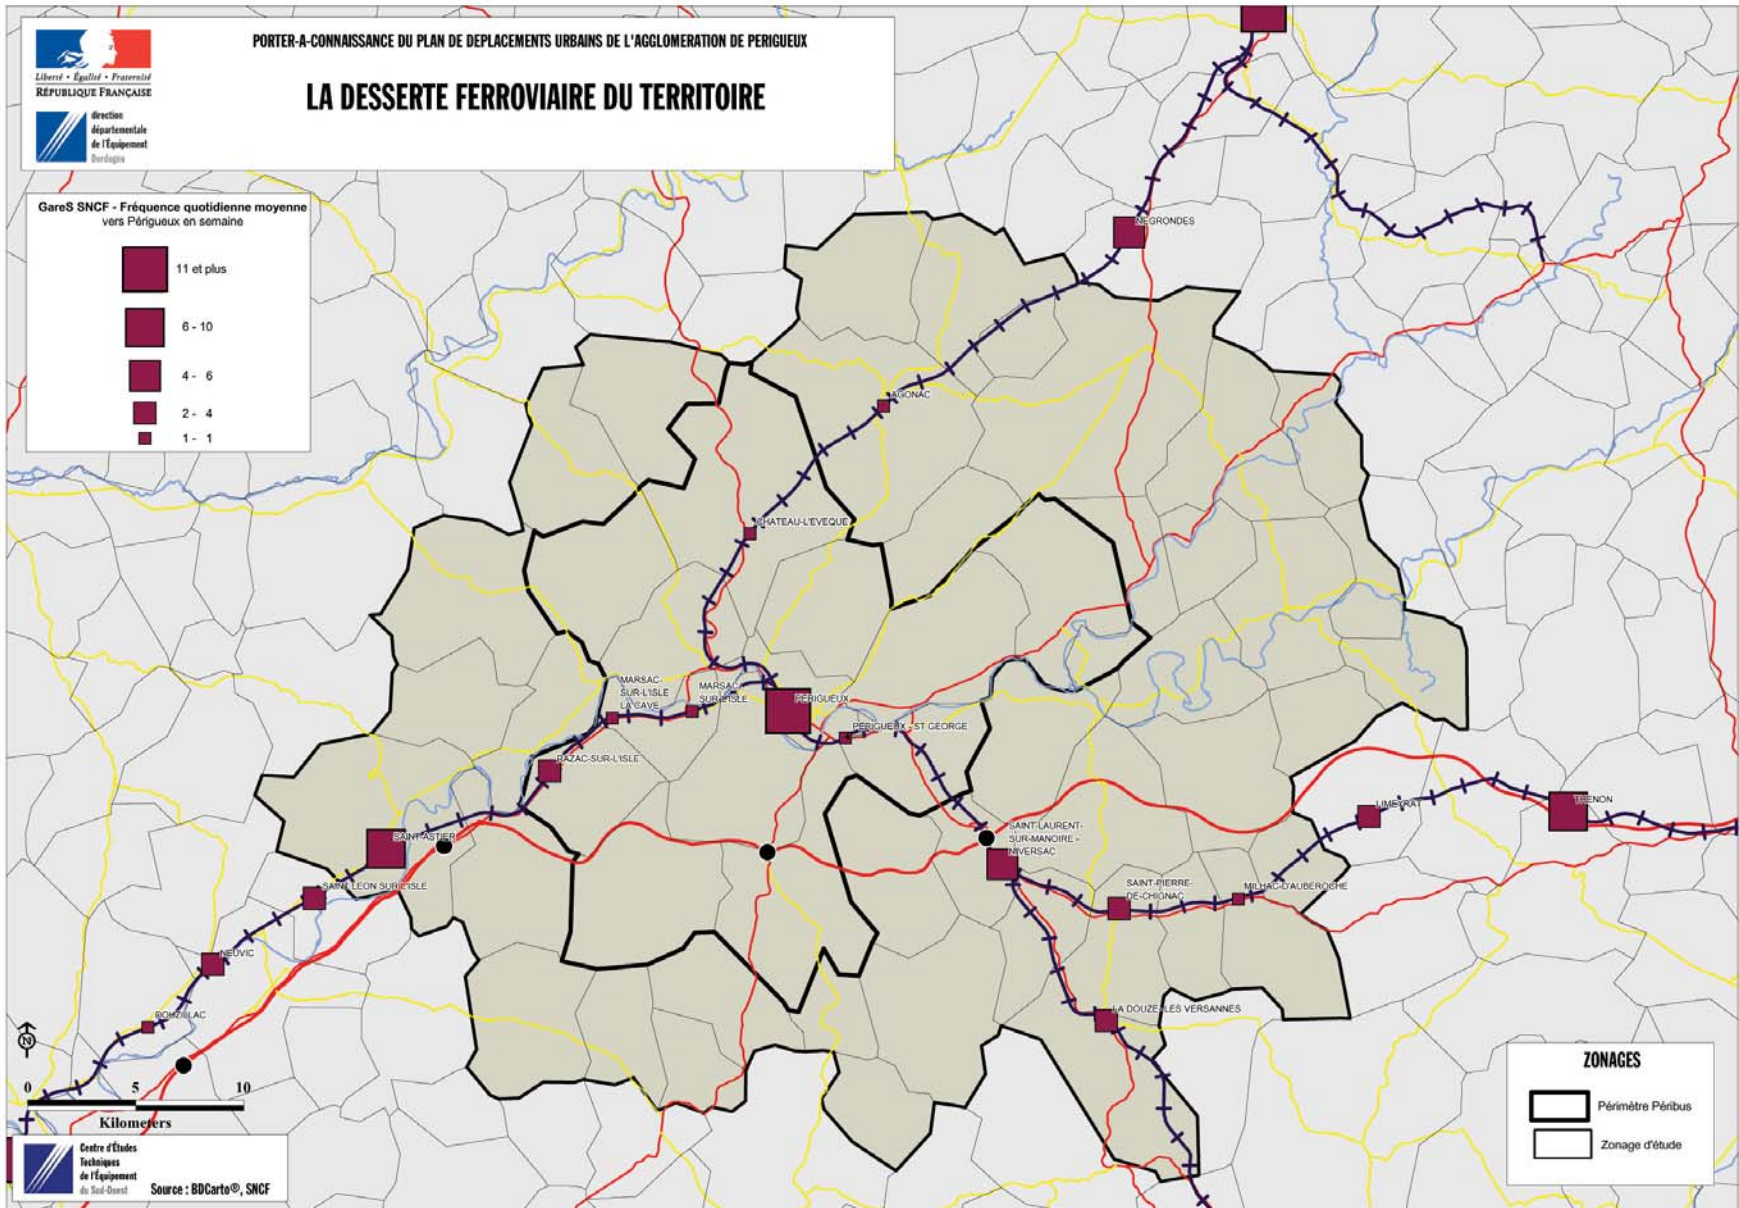 PORTER-A-CONNAISSANCE DU PLAN DE DEPLACEMENTS URBAINS DE L'AGGLOMERATION DE PERIGUEUX
LA DESSERTE FERROVIAIRE DU TERRITOIRE
Liberté • Égalité • Fraternité
RÉPUBLIQUE FRANÇAISE
direction
départementale
de l'Équipement
Dordogne
GareS SNCF - Fréquence quotidienne moyenne
vers Périgueux en semaine
11 et plus
6 - 10
4 - 6
2 - 4
1 - 1
NEGRONDES
AGONAC
CHATEAU-L'EVEQUE
MARSAC-
SUR-L'ISLE
LA CAVE
MARSAC-
SUR-L'ISLE
PERIGUEUX
PERIGUEUX - ST GEORGE
RAZAC-SUR-L'ISLE
SAINT-ASTIER
SAINT LEON SUR L'ISLE
NEUVIC
DOUZILLAC
SAINT-LAURENT-
SUR-MANOIRE -
NIVERSAC
SAINT-PIERRE-
DE-CHIGNAC
MILHAC-D'AUBEROCHE
LIMEYRAT
THENON
LA DOUZE-LES VERSANNES
N
0 5 10
Kilometers
Centre d'Études
Techniques
de l'Équipement
du Sud-Ouest
Source : BDCarto®, SNCF
ZONAGES
Périmètre Péribus
Zonage d'étude